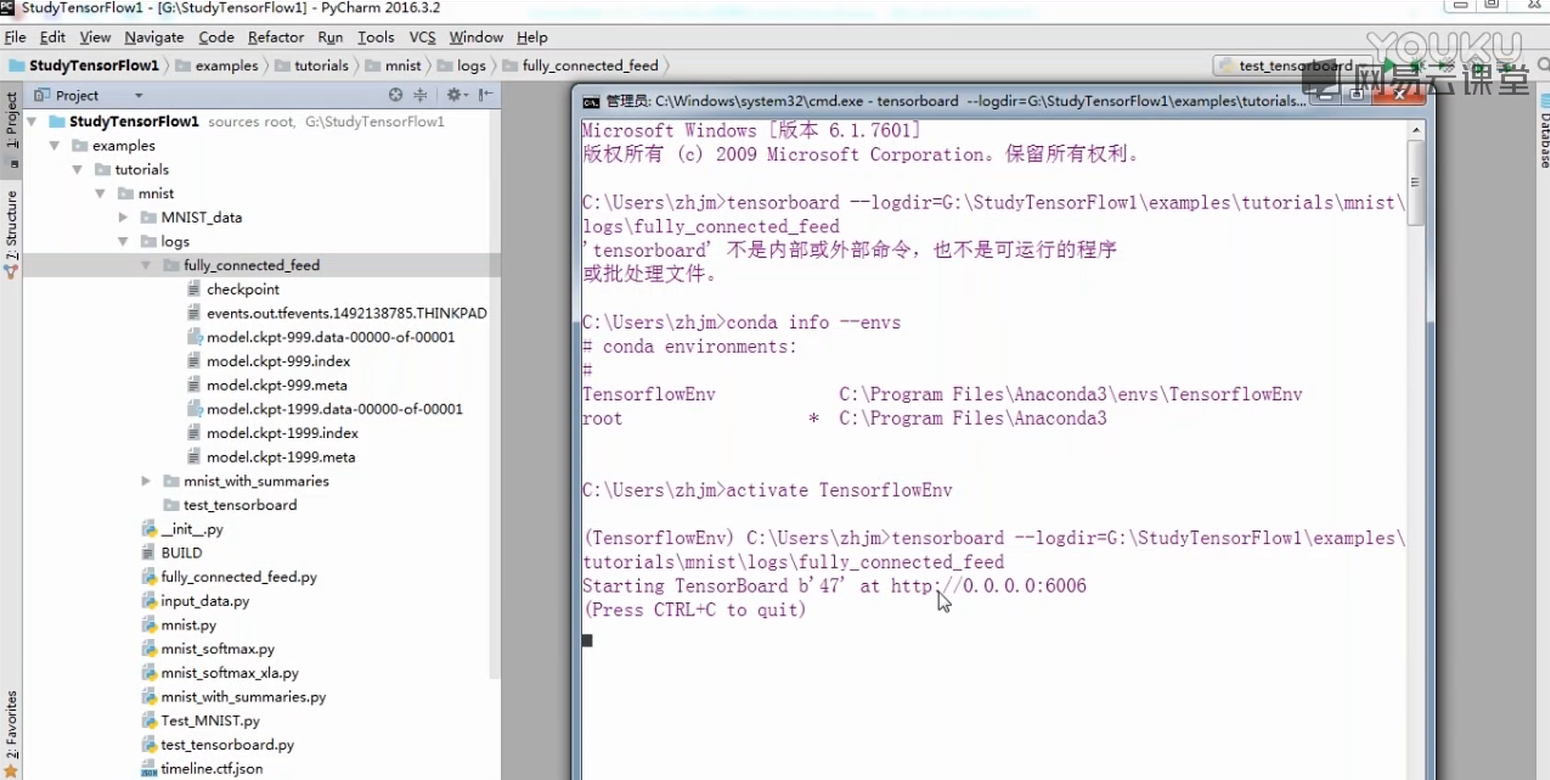 StudyTensorFlow1 - [G:\StudyTensorFlow1] - PyCharm 2016.3.2
File Edit View Navigate Code Refactor Run Tools VCS Window Help
StudyTensorFlow1 examples tutorials mnist logs fully_connected_feed test_tensorboard
YOUKU
网易云课堂
1: Project
7: Structure
2: Favorites
Project
StudyTensorFlow1 sources root, G:\StudyTensorFlow1
examples
tutorials
mnist
MNIST_data
logs
fully_connected_feed
checkpoint
events.out.tfevents.1492138785.THINKPAD
model.ckpt-999.data-00000-of-00001
model.ckpt-999.index
model.ckpt-999.meta
model.ckpt-1999.data-00000-of-00001
model.ckpt-1999.index
model.ckpt-1999.meta
mnist_with_summaries
test_tensorboard
__init__.py
BUILD
fully_connected_feed.py
input_data.py
mnist.py
mnist_softmax.py
mnist_softmax_xla.py
mnist_with_summaries.py
Test_MNIST.py
test_tensorboard.py
timeline.ctf.json
管理员: C:\Windows\system32\cmd.exe - tensorboard --logdir=G:\StudyTensorFlow1\examples\tutorials...
Microsoft Windows [版本 6.1.7601]
版权所有 (c) 2009 Microsoft Corporation。保留所有权利。
C:\Users\zhjm>tensorboard --logdir=G:\StudyTensorFlow1\examples\tutorials\mnist\
logs\fully_connected_feed
'tensorboard' 不是内部或外部命令，也不是可运行的程序
或批处理文件。
C:\Users\zhjm>conda info --envs
# conda environments:
#
TensorflowEnv C:\Program Files\Anaconda3\envs\TensorflowEnv
root * C:\Program Files\Anaconda3
C:\Users\zhjm>activate TensorflowEnv
(TensorflowEnv) C:\Users\zhjm>tensorboard --logdir=G:\StudyTensorFlow1\examples\
tutorials\mnist\logs\fully_connected_feed
Starting TensorBoard b'47' at http://0.0.0.0:6006
(Press CTRL+C to quit)
Database